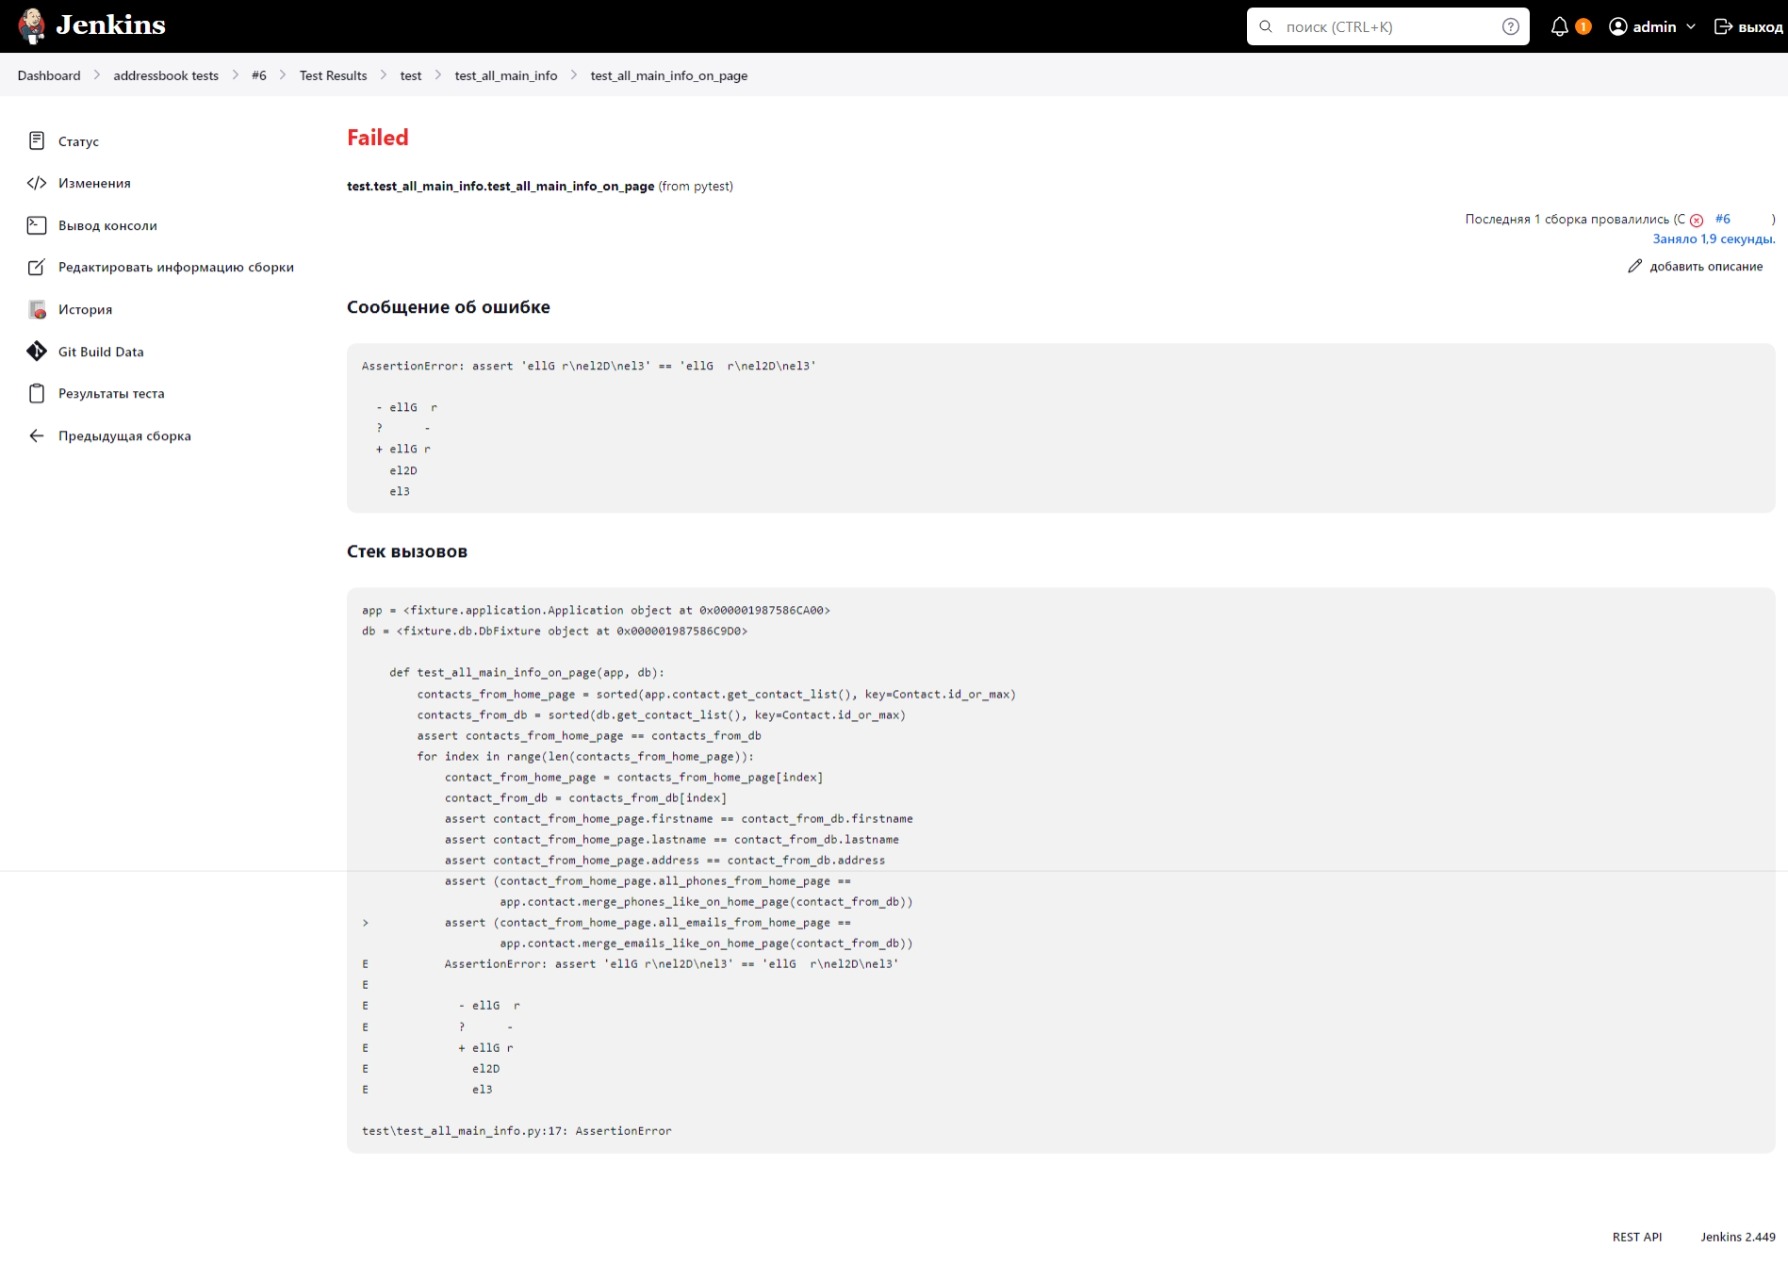 Jenkins
поиск (CTRL+K)
1
admin
выход
Dashboard > addressbook tests > #6 > Test Results > test > test_all_main_info > test_all_main_info_on_page
Статус
Изменения
Вывод консоли
Редактировать информацию сборки
История
Git Build Data
Результаты теста
Предыдущая сборка
Failed
test.test_all_main_info.test_all_main_info_on_page (from pytest)
Последняя 1 сборка провалились (С #6 )
Заняло 1,9 секунды.
добавить описание
Сообщение об ошибке
AssertionError: assert 'ellG r\nel2D\nel3' == 'ellG  r\nel2D\nel3'
  - ellG  r
  ?      -
  + ellG r
    el2D
    el3
Стек вызовов
app = <fixture.application.Application object at 0x000001987586CA00>
db = <fixture.db.DbFixture object at 0x000001987586C9D0>
    def test_all_main_info_on_page(app, db):
        contacts_from_home_page = sorted(app.contact.get_contact_list(), key=Contact.id_or_max)
        contacts_from_db = sorted(db.get_contact_list(), key=Contact.id_or_max)
        assert contacts_from_home_page == contacts_from_db
        for index in range(len(contacts_from_home_page)):
            contact_from_home_page = contacts_from_home_page[index]
            contact_from_db = contacts_from_db[index]
            assert contact_from_home_page.firstname == contact_from_db.firstname
            assert contact_from_home_page.lastname == contact_from_db.lastname
            assert contact_from_home_page.address == contact_from_db.address
            assert (contact_from_home_page.all_phones_from_home_page ==
                    app.contact.merge_phones_like_on_home_page(contact_from_db))
>           assert (contact_from_home_page.all_emails_from_home_page ==
                    app.contact.merge_emails_like_on_home_page(contact_from_db))
E           AssertionError: assert 'ellG r\nel2D\nel3' == 'ellG  r\nel2D\nel3'
E
E             - ellG  r
E             ?      -
E             + ellG r
E               el2D
E               el3
test\test_all_main_info.py:17: AssertionError
REST API
Jenkins 2.449